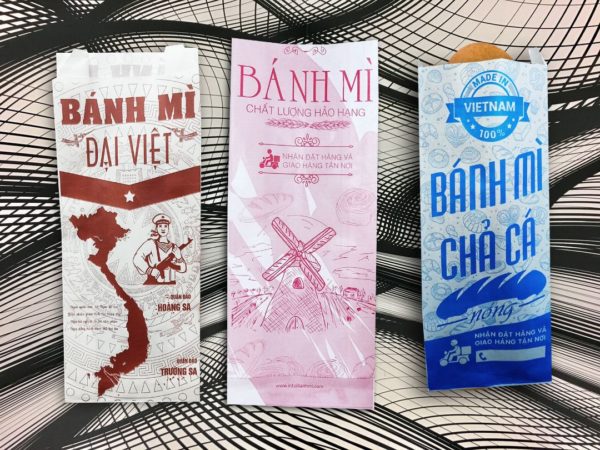 BÁNH MÌ
ĐẠI VIỆT
QUẦN ĐẢO
HOÀNG SA
QUẦN ĐẢO
TRƯỜNG SA
BÁNH MÌ
CHẤT LƯỢNG HẢO HẠNG
NHẬN ĐẶT HÀNG VÀ
GIAO HÀNG TẬN NƠI
MADE IN
VIETNAM
100%
BÁNH MÌ
CHẢ CÁ
nóng
NHẬN ĐẶT HÀNG VÀ
GIAO HÀNG TẬN NƠI